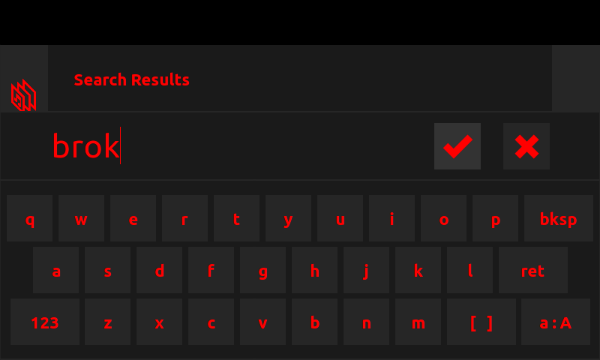 Search Results
brok
q w e r t y u i o p bksp
a s d f g h j k l ret
123 z x c v b n m [ ] a:A